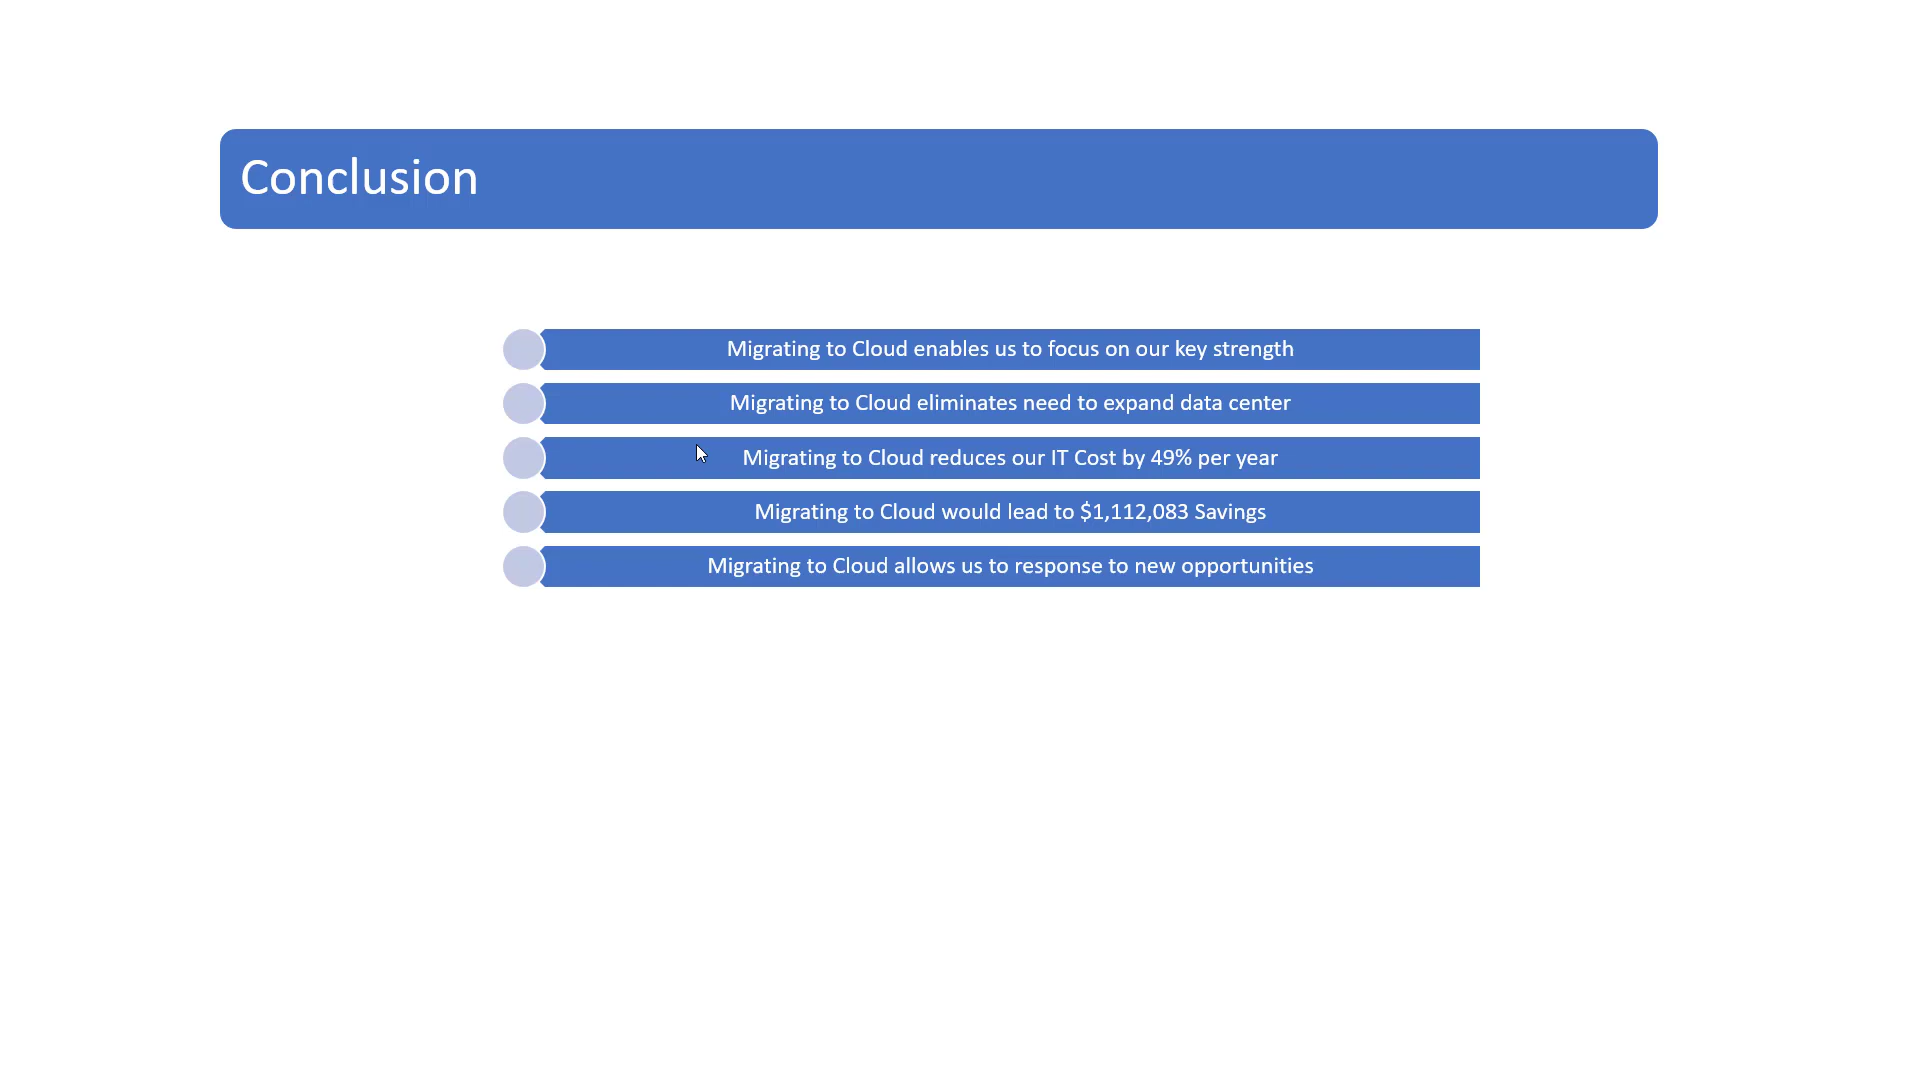 Conclusion
Migrating to Cloud enables us to focus on our key strength
Migrating to Cloud eliminates need to expand data center
Migrating to Cloud reduces our IT Cost by 49% per year
Migrating to Cloud would lead to $1,112,083 Savings
Migrating to Cloud allows us to response to new opportunities